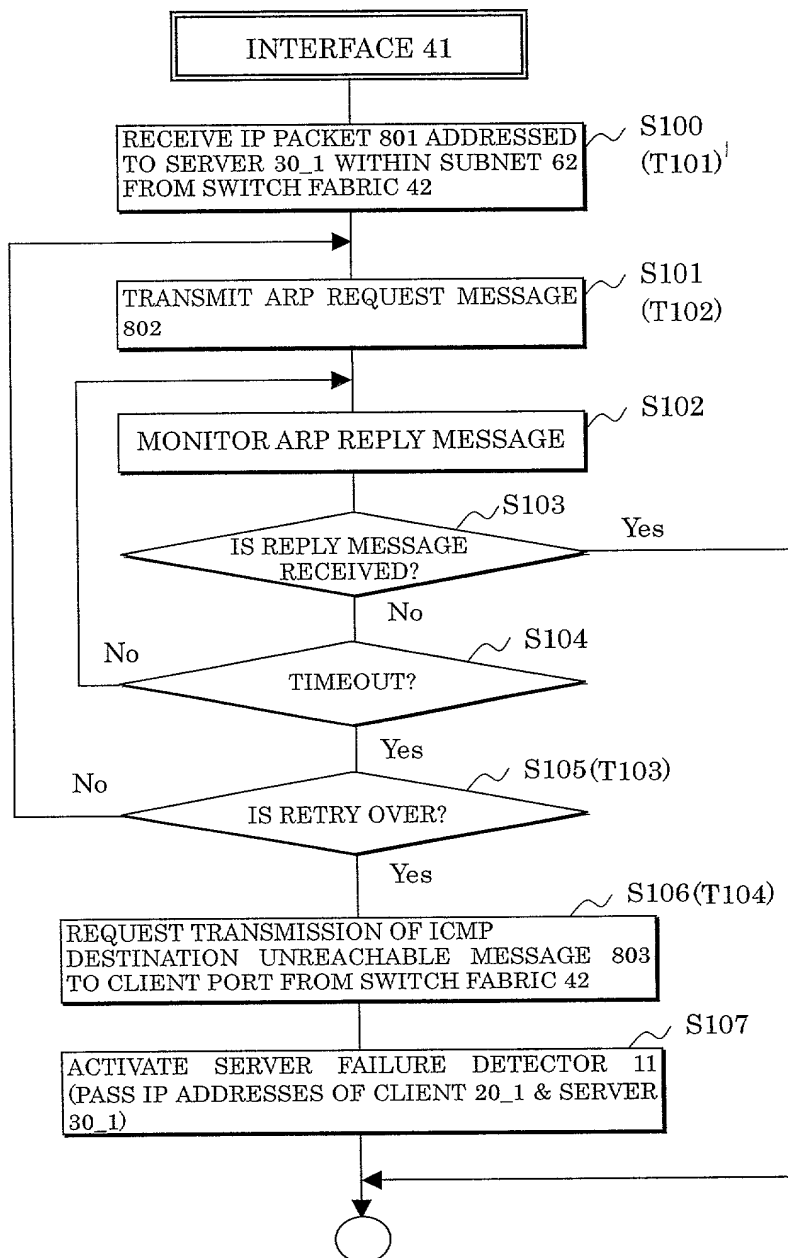 INTERFACE 41
RECEIVE IP PACKET 801 ADDRESSED
TO SERVER 30_1 WITHIN SUBNET 62
FROM SWITCH FABRIC 42
S100
(T101)
TRANSMIT ARP REQUEST MESSAGE
802
S101
(T102)
MONITOR ARP REPLY MESSAGE
S102
IS REPLY MESSAGE
RECEIVED?
S103
Yes
No
TIMEOUT?
S104
No
Yes
IS RETRY OVER?
S105(T103)
No
Yes
REQUEST TRANSMISSION OF ICMP
DESTINATION UNREACHABLE MESSAGE 803
TO CLIENT PORT FROM SWITCH FABRIC 42
S106(T104)
ACTIVATE SERVER FAILURE DETECTOR 11
(PASS IP ADDRESSES OF CLIENT 20_1 & SERVER
30_1)
S107